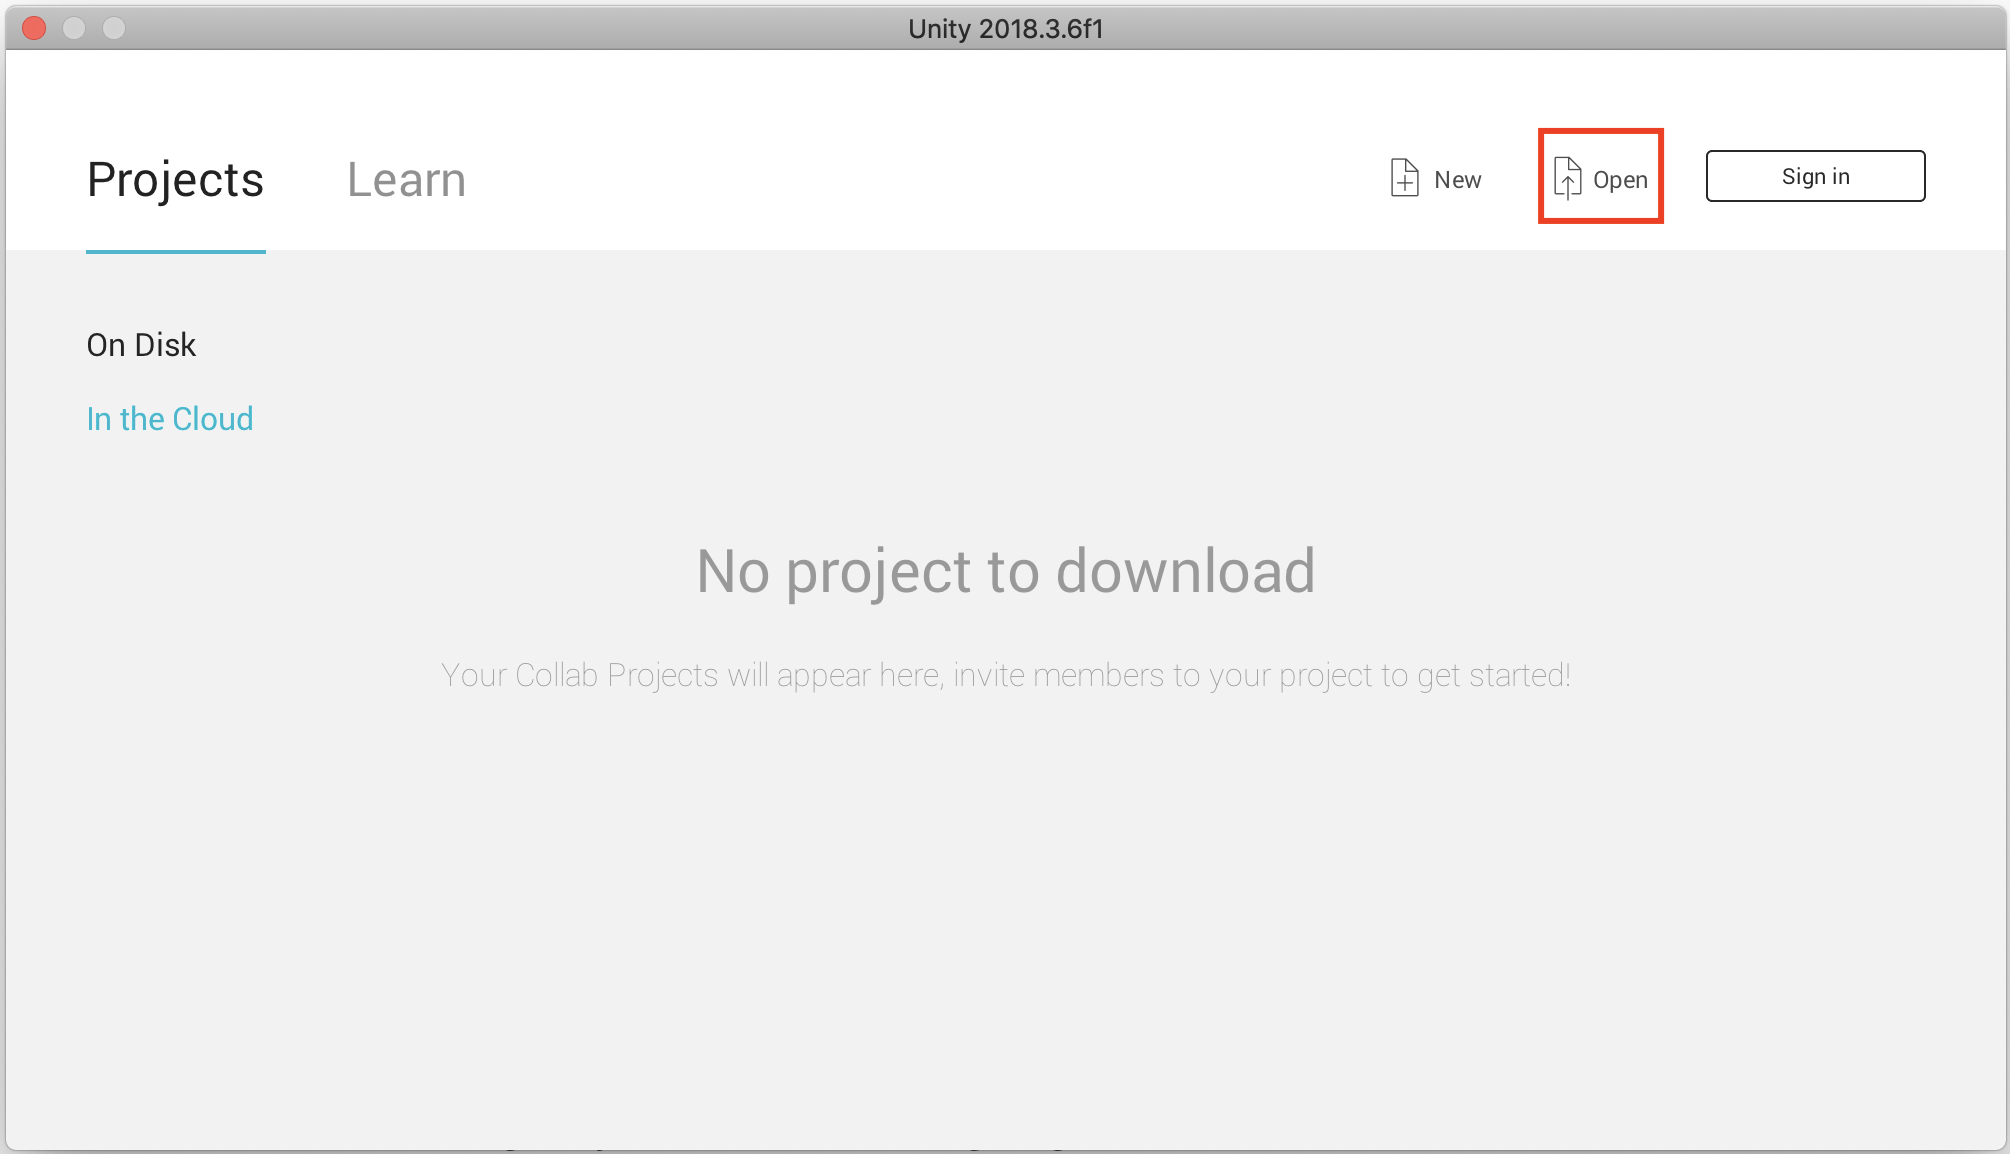 Unity 2018.3.6f1
Projects
Learn
New
Open
Sign in
On Disk
In the Cloud
No project to download
Your Collab Projects will appear here, invite members to your project to get started!